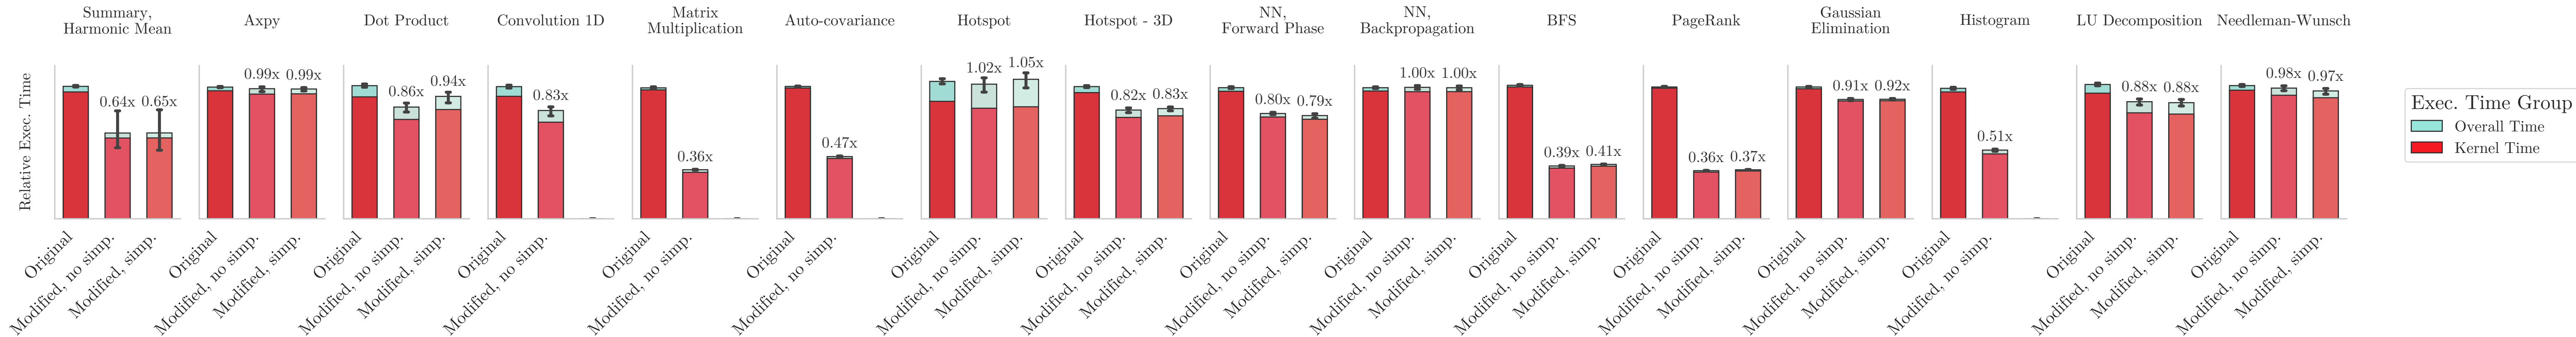 Summary,
Harmonic Mean
Axpy
Dot Product
Convolution 1D
Matrix
Multiplication
Auto-covariance
Hotspot
Hotspot - 3D
NN,
Forward Phase
NN,
Backpropagation
BFS
PageRank
Gaussian
Elimination
Histogram
LU Decomposition
Needleman-Wunsch
Relative Exec. Time
0.64x 0.65x
0.99x 0.99x
0.86x 0.94x
0.83x
0.36x
0.47x
1.02x 1.05x
0.82x 0.83x
0.80x 0.79x
1.00x 1.00x
0.39x 0.41x
0.36x 0.37x
0.91x 0.92x
0.51x
0.88x 0.88x
0.98x 0.97x
Original
Modified, no simp.
Modified, simp.
Original
Modified, no simp.
Modified, simp.
Original
Modified, no simp.
Modified, simp.
Original
Modified, no simp.
Original
Modified, no simp.
Original
Modified, no simp.
Original
Modified, no simp.
Modified, simp.
Original
Modified, no simp.
Modified, simp.
Original
Modified, no simp.
Modified, simp.
Original
Modified, no simp.
Modified, simp.
Original
Modified, no simp.
Modified, simp.
Original
Modified, no simp.
Modified, simp.
Original
Modified, no simp.
Modified, simp.
Original
Modified, no simp.
Original
Modified, no simp.
Modified, simp.
Original
Modified, no simp.
Modified, simp.
Exec. Time Group
Overall Time
Kernel Time